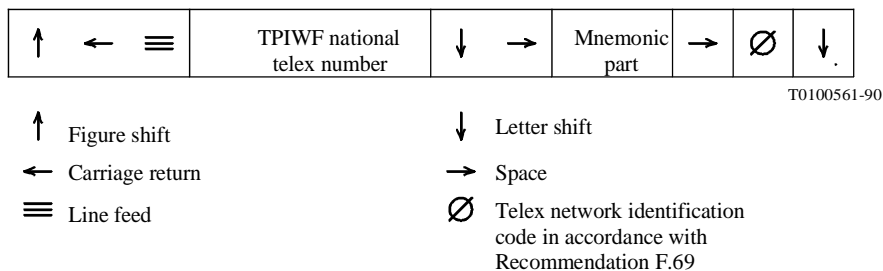 ↑ ← ≡ TPIWF national telex number ↓ → Mnemonic part → ∅ ↓ .
T0100561-90
↑ Figure shift
↓ Letter shift
← Carriage return
→ Space
≡ Line feed
∅ Telex network identification
code in accordance with
Recommendation F.69